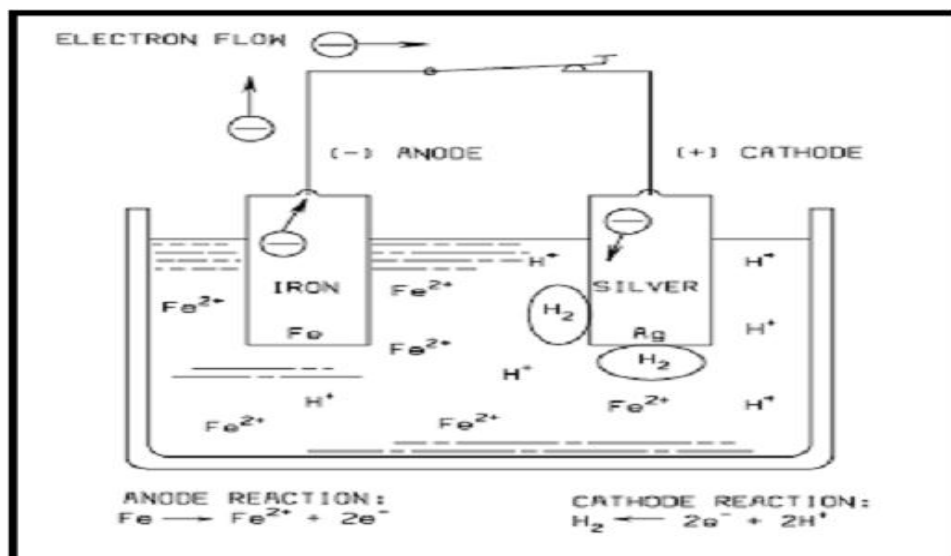 ELECTRON FLOW
(-) ANODE
(+) CATHODE
IRON
Fe
SILVER
Ag
H₂
H₂
Fe²⁺
Fe²⁺
Fe²⁺
Fe²⁺
Fe²⁺
Fe²⁺
H⁺
H⁺
H⁺
H⁺
H⁺
H⁺
ANODE REACTION:
Fe → Fe²⁺ + 2e⁻
CATHODE REACTION:
H₂ ← 2e⁻ + 2H⁺